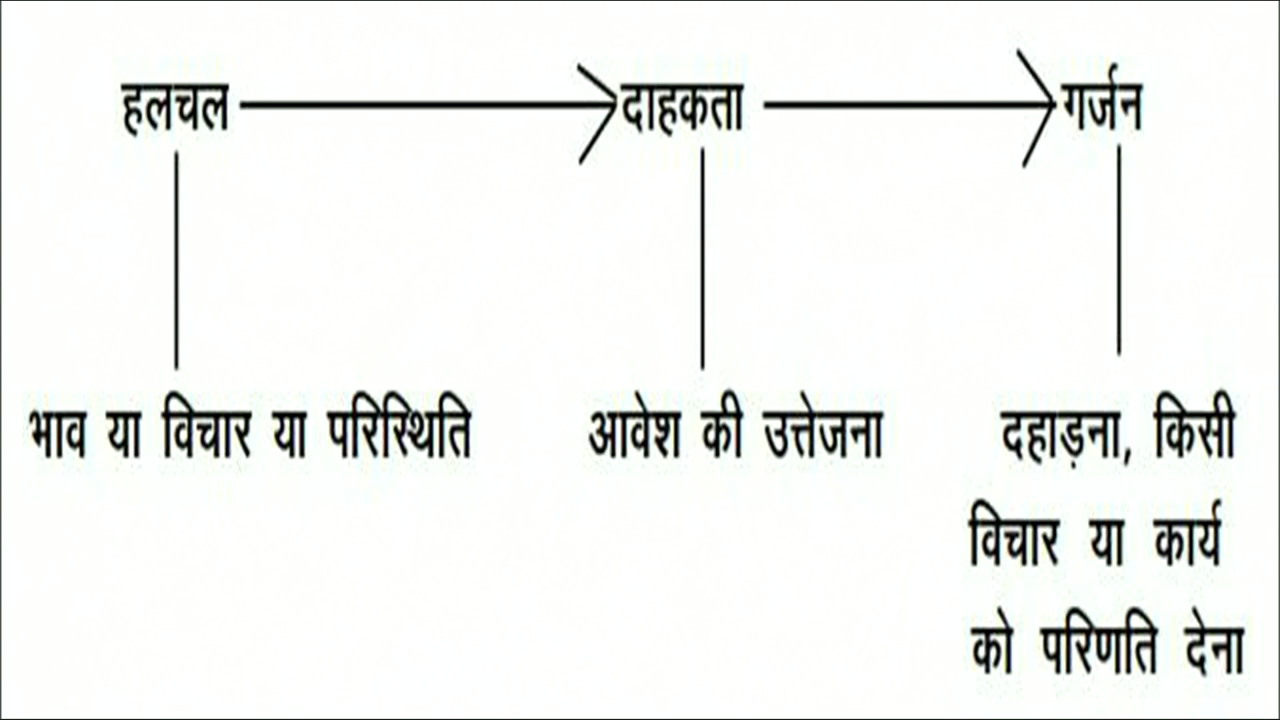 हलचल दाहकता गर्जन
भाव या विचार या परिस्थिति आवेश की उत्तेजना दहाड़ना, किसी
विचार या कार्य
को परिणति देना